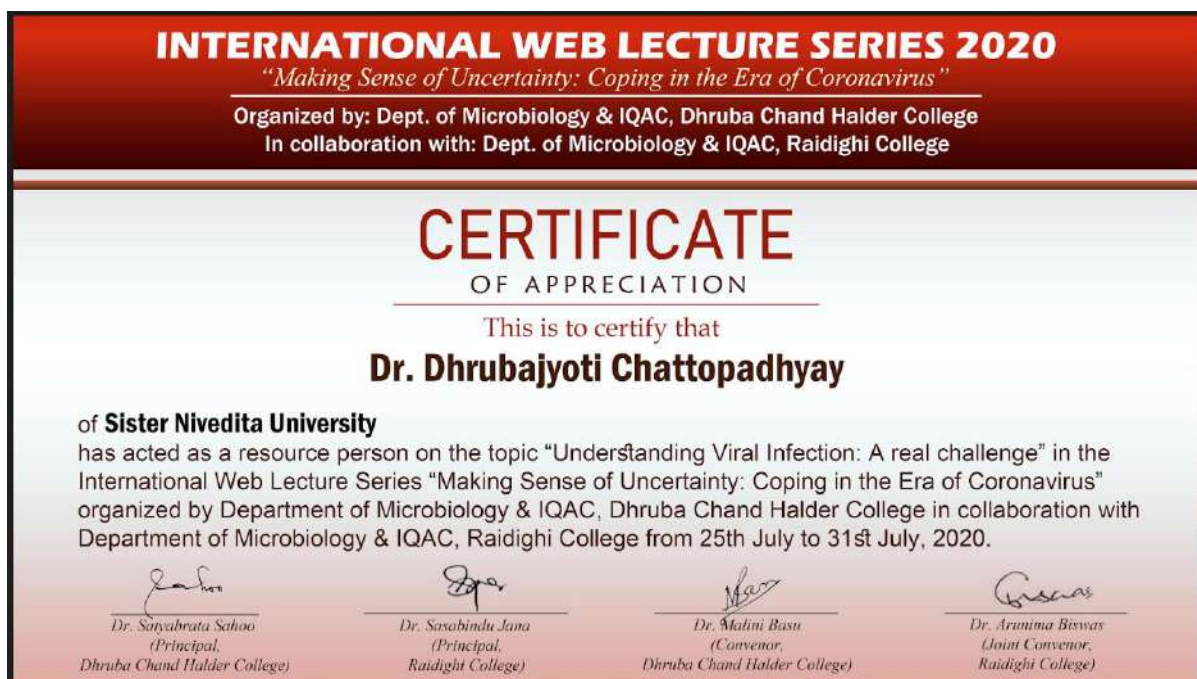 INTERNATIONAL WEB LECTURE SERIES 2020
“Making Sense of Uncertainty: Coping in the Era of Coronavirus”
Organized by: Dept. of Microbiology & IQAC, Dhruba Chand Halder College
In collaboration with: Dept. of Microbiology & IQAC, Raidighi College
CERTIFICATE
OF APPRECIATION
This is to certify that
Dr. Dhrubajyoti Chattopadhyay
of Sister Nivedita University
has acted as a resource person on the topic “Understanding Viral Infection: A real challenge” in the
International Web Lecture Series “Making Sense of Uncertainty: Coping in the Era of Coronavirus”
organized by Department of Microbiology & IQAC, Dhruba Chand Halder College in collaboration with
Department of Microbiology & IQAC, Raidighi College from 25th July to 31st July, 2020.
Dr. Satyabrata Sahoo
(Principal,
Dhruba Chand Halder College)
Dr. Sasabindu Jana
(Principal,
Raidighi College)
Dr. Malini Basu
(Convenor,
Dhruba Chand Halder College)
Dr. Arunima Biswas
(Joint Convenor,
Raidighi College)